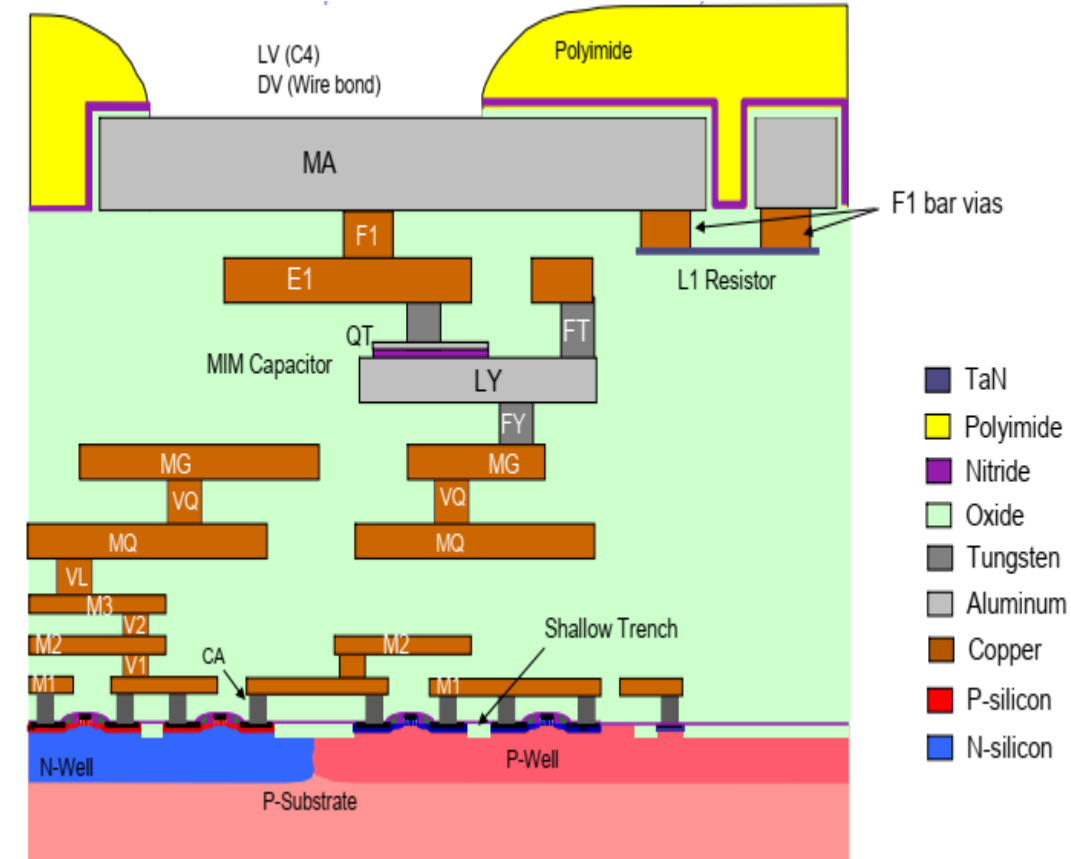 LV (C4)
DV (Wire bond)
Polyimide
MA
F1 bar vias
F1
E1
L1 Resistor
QT
FT
MIM Capacitor
LY
TaN
FY
Polyimide
MG
MG
Nitride
VQ
VQ
Oxide
MQ
MQ
Tungsten
VL
Aluminum
M3
V2
Shallow Trench
M2
M2
Copper
CA
V1
M1
M1
P-silicon
N-silicon
N-Well
P-Well
P-Substrate